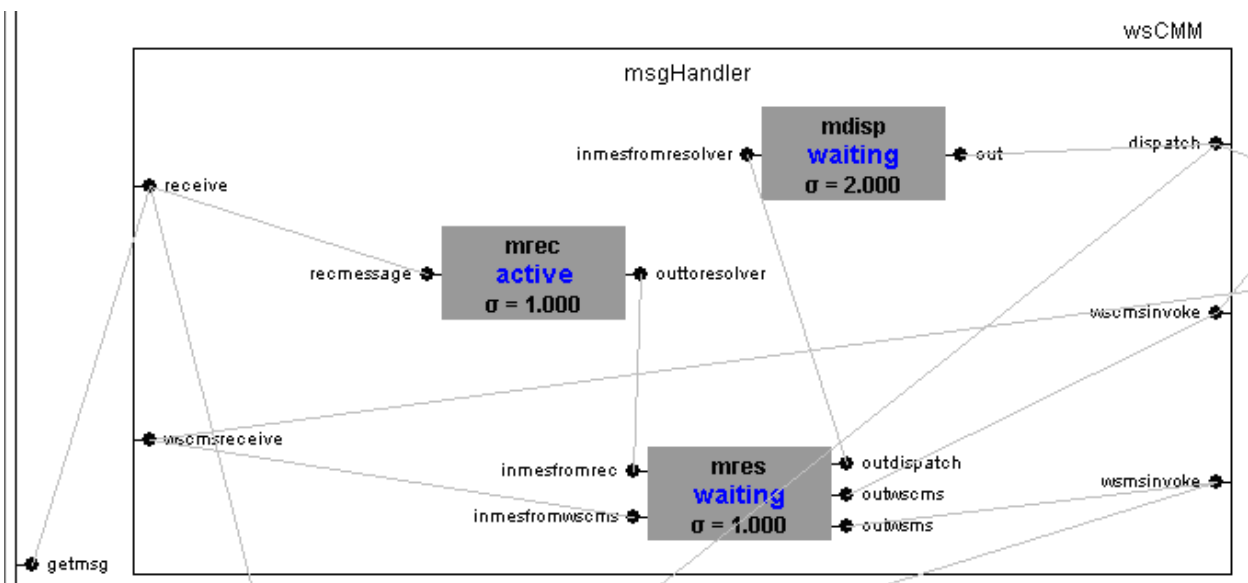 wsCMM
msgHandler
mdisp
waiting
σ = 2.000
inmesfromresolver
out
dispatch
receive
mrec
active
σ = 1.000
recmessage
outtoresolver
wscmsinvoke
wscmsreceive
mres
waiting
σ = 1.000
inmesfromrec
inmesfromwscms
outdispatch
outwscms
outwsms
wsmsinvoke
getmsg